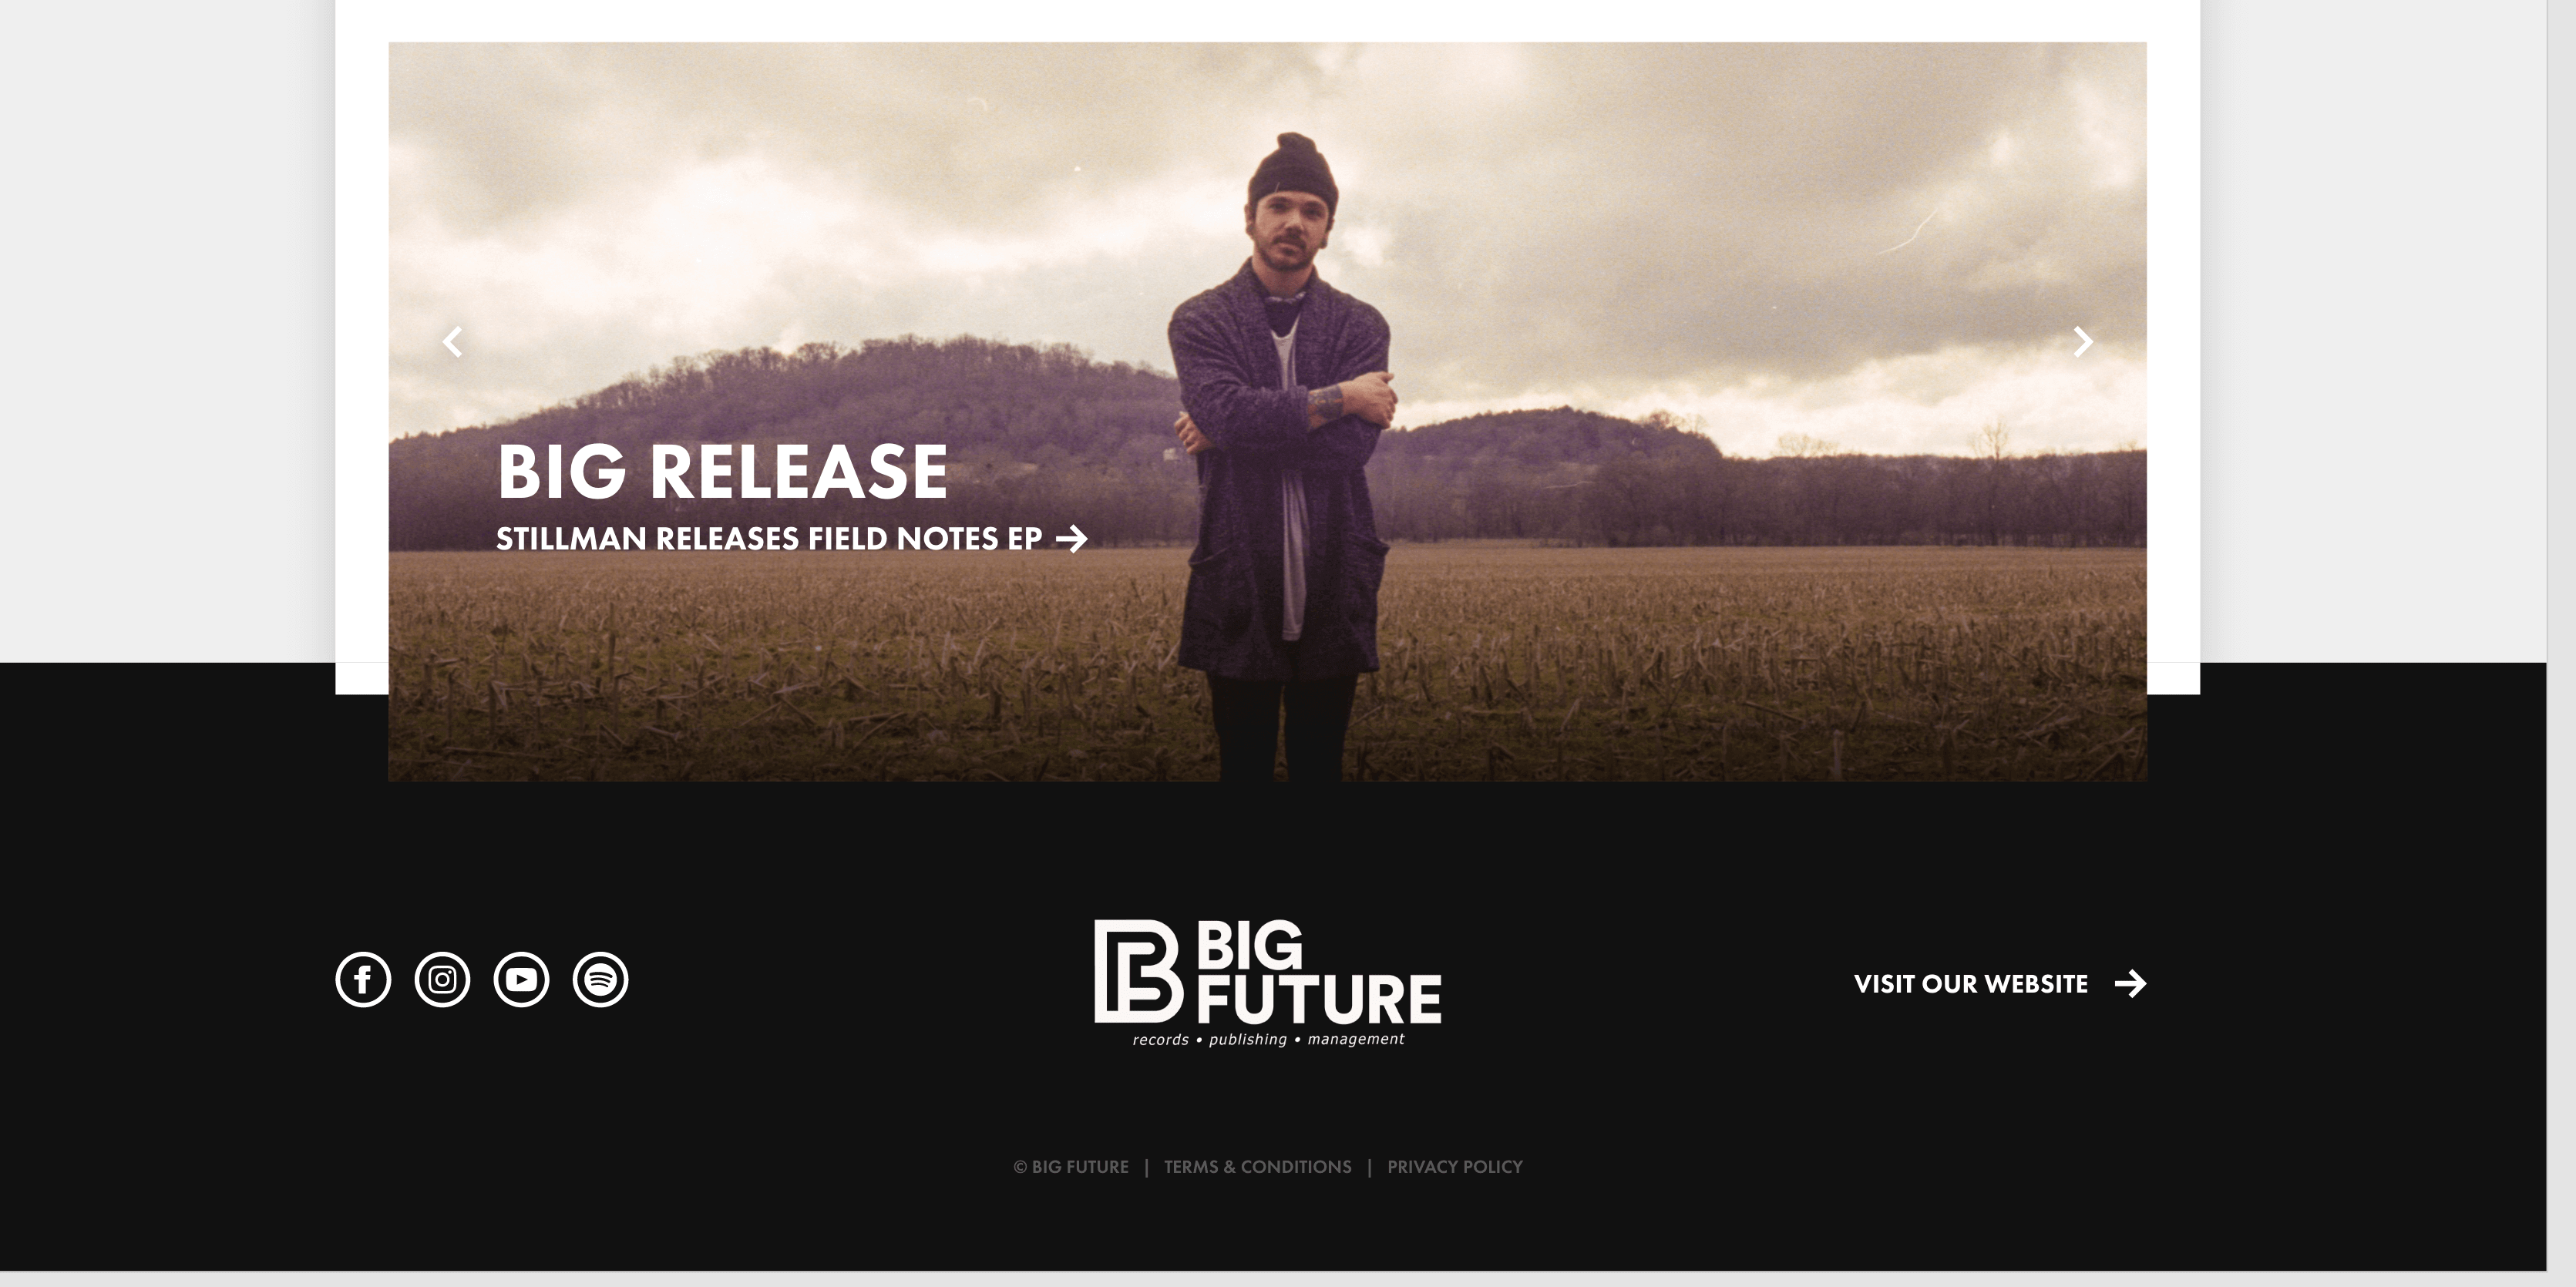 BIG RELEASE
STILLMAN RELEASES FIELD NOTES EP
BIG
FUTURE
records • publishing • management
VISIT OUR WEBSITE
© BIG FUTURE | TERMS & CONDITIONS | PRIVACY POLICY